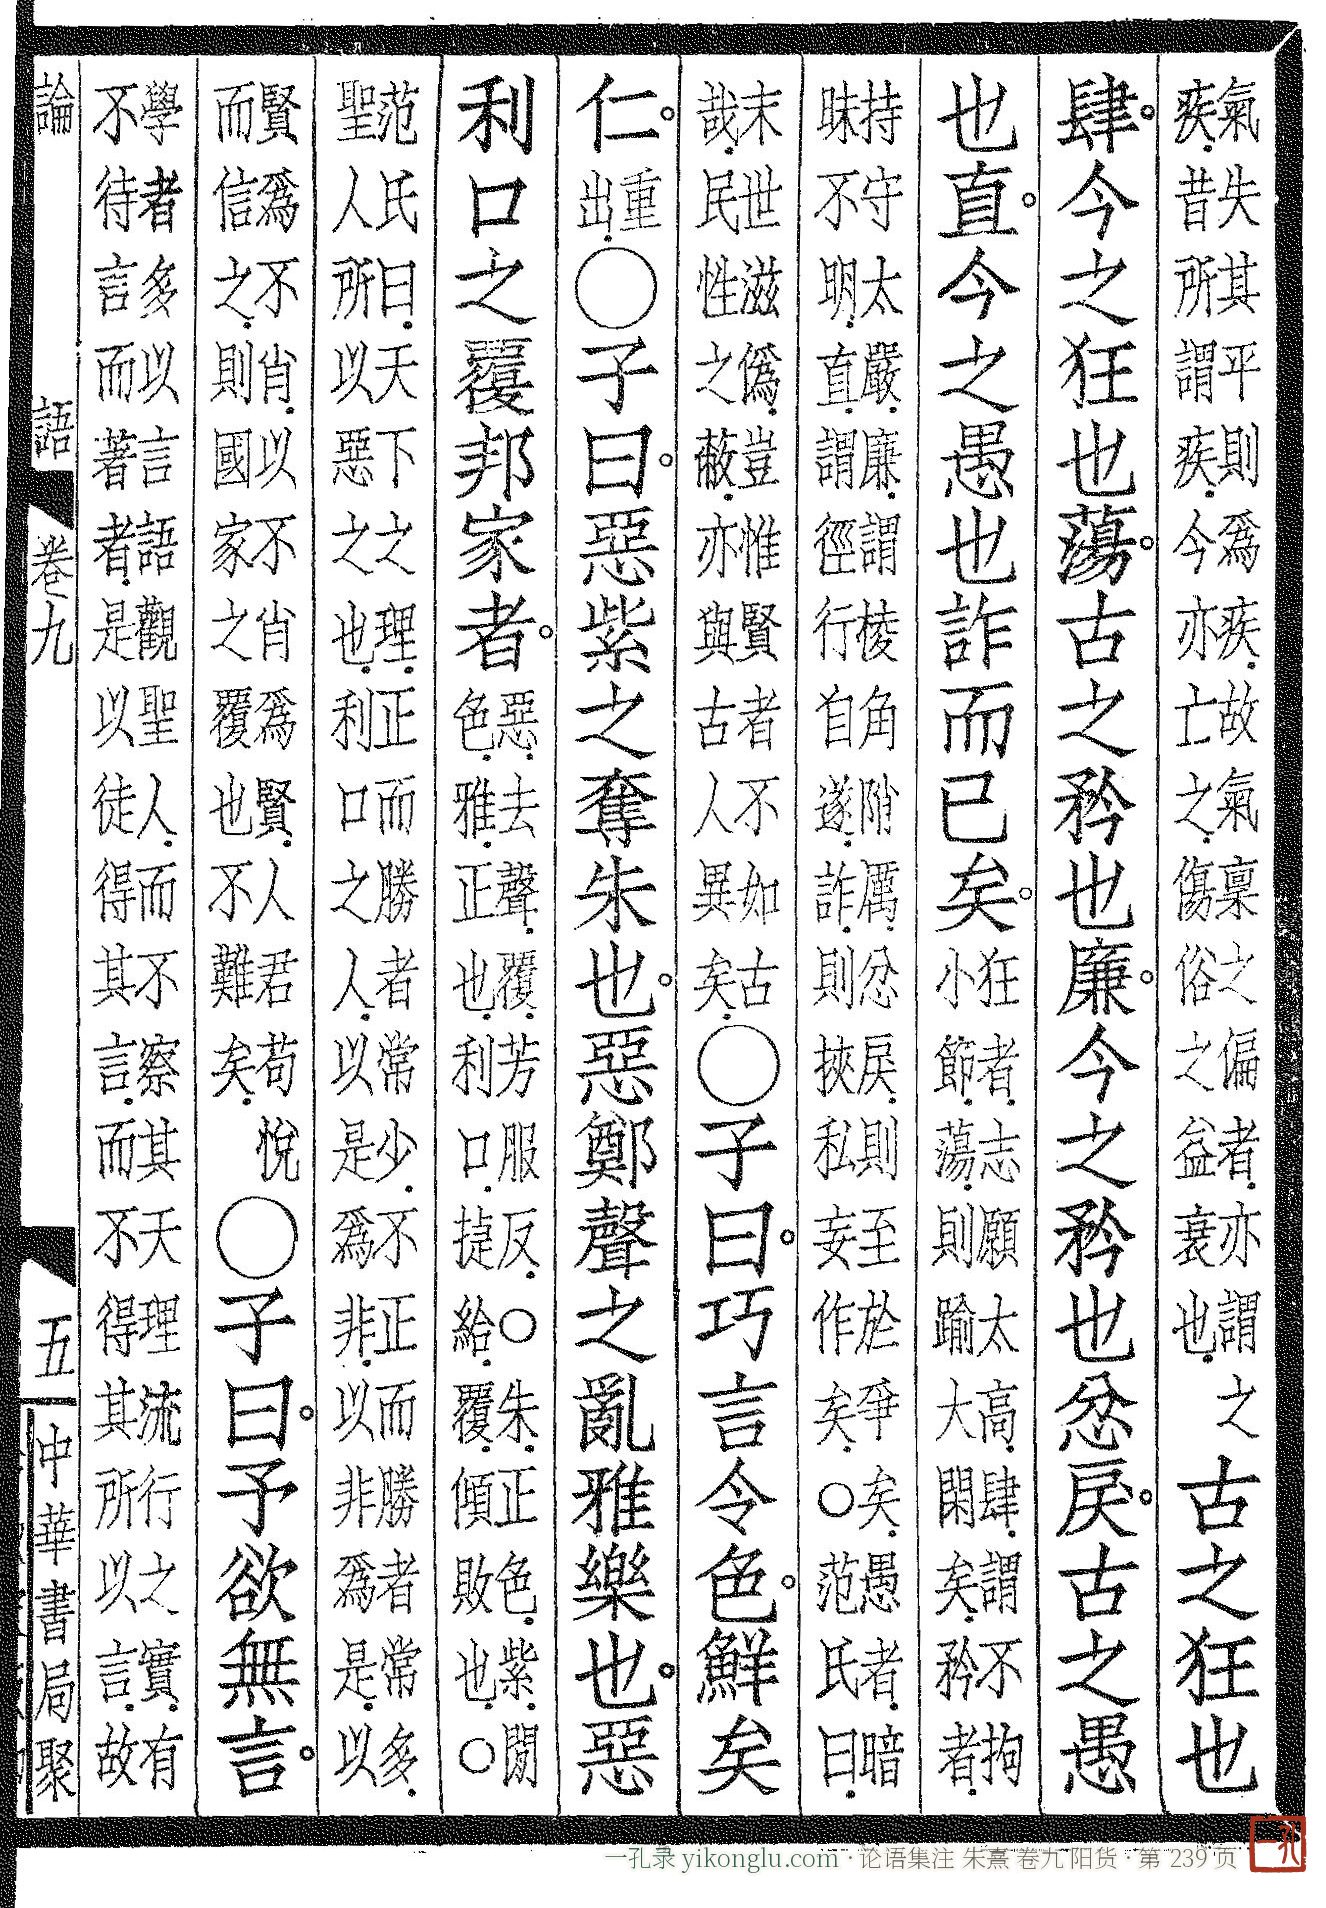 氣失其平則爲疾故氣稟之偏者亦謂之
疾昔所謂疾今亦亡之傷俗之益衰也
古之狂也
肆今之狂也蕩古之矜也廉今之矜也忿戾古之愚
也直今之愚也詐而已矣
狂者志願太高肆謂不拘
小節蕩則踰大閑矣矜者
持守太嚴廉謂棱角陗厲忿戾則至於爭矣愚者暗
昧不明直謂徑行自遂詐則挾私妄作矣○范氏曰
末世滋僞豈惟賢者不如古
哉民性之蔽亦與古人異矣
○子曰巧言令色鮮矣
仁
重
出
○子曰惡紫之奪朱也惡鄭聲之亂雅樂也惡
利口之覆邦家者
惡去聲覆芳服反○朱正色紫閒
色雅正也利口捷給覆傾敗也○
范氏曰天下之理正而勝者常少不正而勝者常多
聖人所以惡之也利口之人以是爲非以非爲是以
賢爲不肖以不肖爲賢人君苟悅
而信之則國家之覆也不難矣
○子曰予欲無言
學者多以言語觀聖人而不察其天理流行之實有
不待言而著者是以徒得其言而不得其所以言故
論語 卷九 五 中華書局聚
一孔录 yikonglu.com · 论语集注 朱熹 卷九 阳货 · 第 239 页